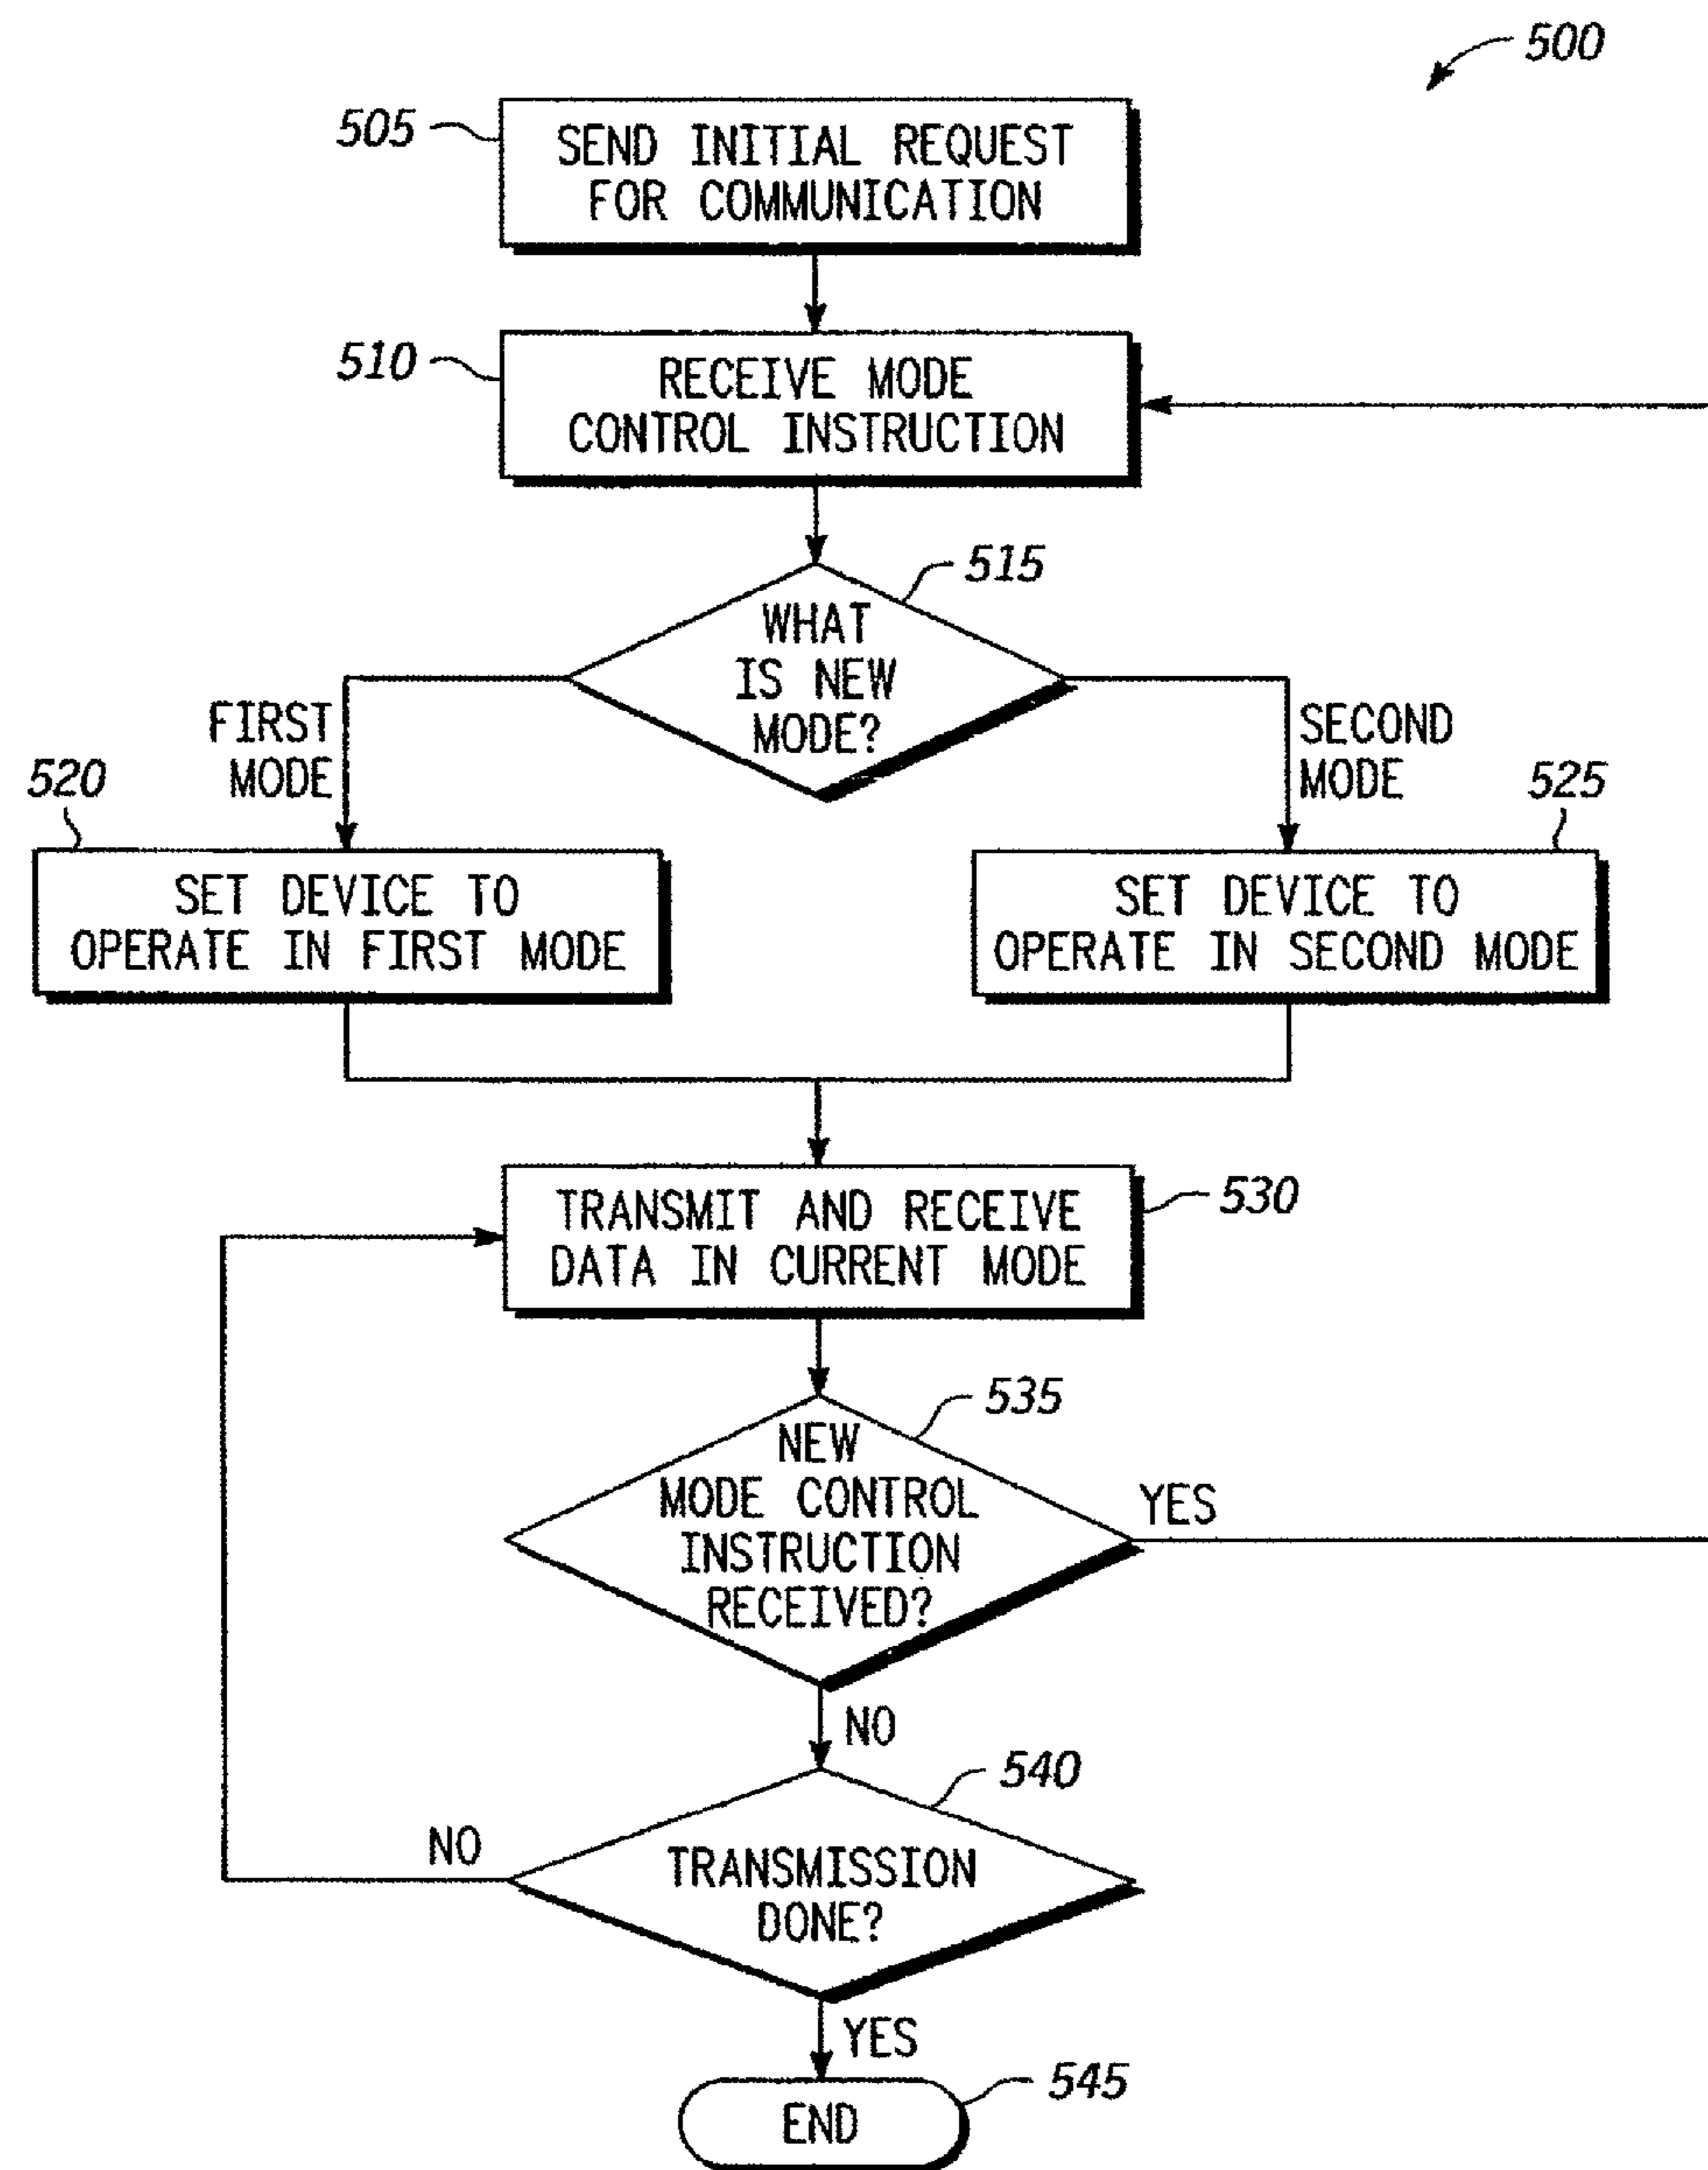 500
505
SEND INITIAL REQUEST
FOR COMMUNICATION
510
RECEIVE MODE
CONTROL INSTRUCTION
515
WHAT
IS NEW
MODE?
FIRST
MODE
SECOND
MODE
520
525
SET DEVICE TO
OPERATE IN FIRST MODE
SET DEVICE TO
OPERATE IN SECOND MODE
530
TRANSMIT AND RECEIVE
DATA IN CURRENT MODE
535
NEW
MODE CONTROL
INSTRUCTION
RECEIVED?
YES
NO
540
NO
TRANSMISSION
DONE?
YES
545
END